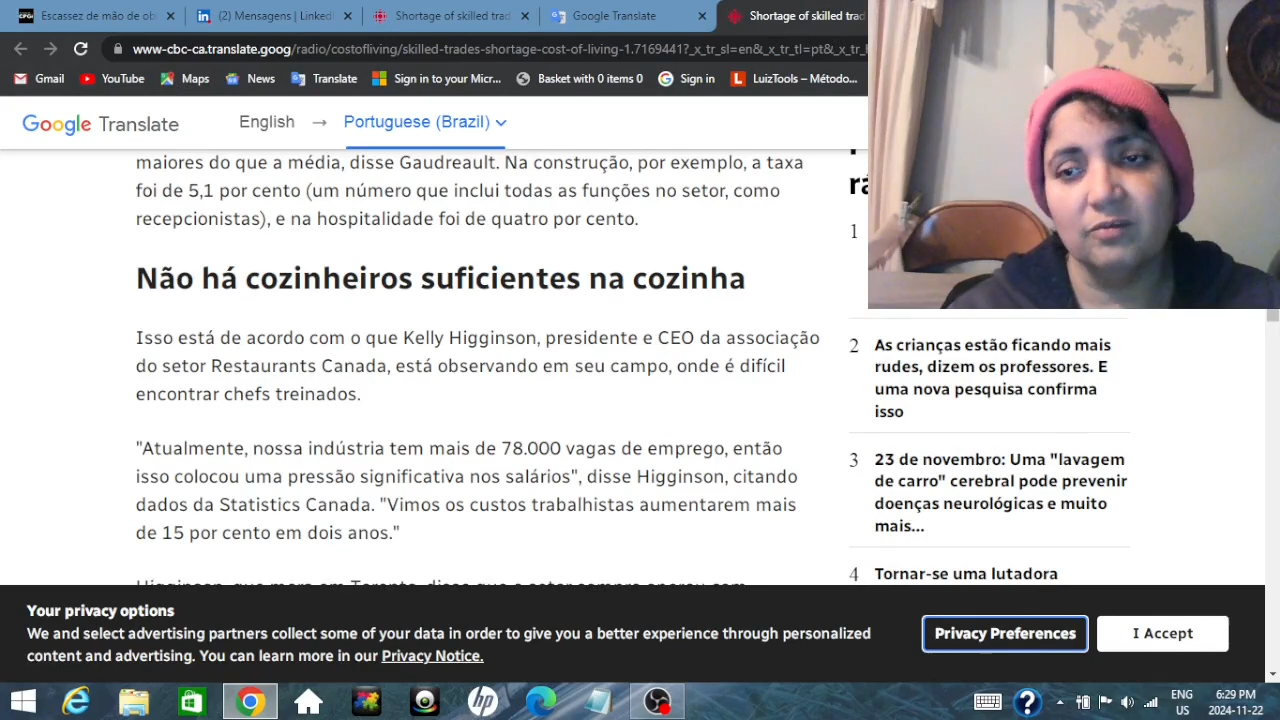 CPGI
Escassez de mão de ob
(2) Mensagens | Linked
Shortage of skilled trade
Google Translate
Shortage of skilled trad
www-cbc-ca.translate.goog/radio/costofliving/skilled-trades-shortage-cost-of-living-1.7169441?_x_tr_sl=en&_x_tr_tl=pt&_x_tr_h
Gmail
YouTube
Maps
News
Translate
Sign in to your Micr...
Basket with 0 items 0
Sign in
LuizTools – Método...
Google Translate
English → Portuguese (Brazil)
maiores do que a média, disse Gaudreault. Na construção, por exemplo, a taxa
foi de 5,1 por cento (um número que inclui todas as funções no setor, como
recepcionistas), e na hospitalidade foi de quatro por cento.
Não há cozinheiros suficientes na cozinha
Isso está de acordo com o que Kelly Higginson, presidente e CEO da associação
do setor Restaurants Canada, está observando em seu campo, onde é difícil
encontrar chefs treinados.
"Atualmente, nossa indústria tem mais de 78.000 vagas de emprego, então
isso colocou uma pressão significativa nos salários", disse Higginson, citando
dados da Statistics Canada. "Vimos os custos trabalhistas aumentarem mais
de 15 por cento em dois anos."
rá
1
2 As crianças estão ficando mais
rudes, dizem os professores. E
uma nova pesquisa confirma
isso
3 23 de novembro: Uma "lavagem
de carro" cerebral pode prevenir
doenças neurológicas e muito
mais...
4 Tornar-se uma lutadora
Your privacy options
We and select advertising partners collect some of your data in order to give you a better experience through personalized
content and advertising. You can learn more in our Privacy Notice.
Privacy Preferences
I Accept
ENG
US
6:29 PM
2024-11-22